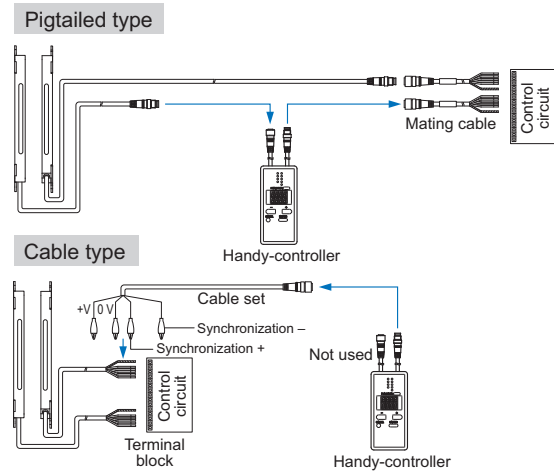 Pigtailed type
Mating cable
Control
circuit
Handy-controller
Cable type
+V 0 V
Cable set
Synchronization –
Synchronization +
Not used
Control
circuit
Terminal
block
Handy-controller